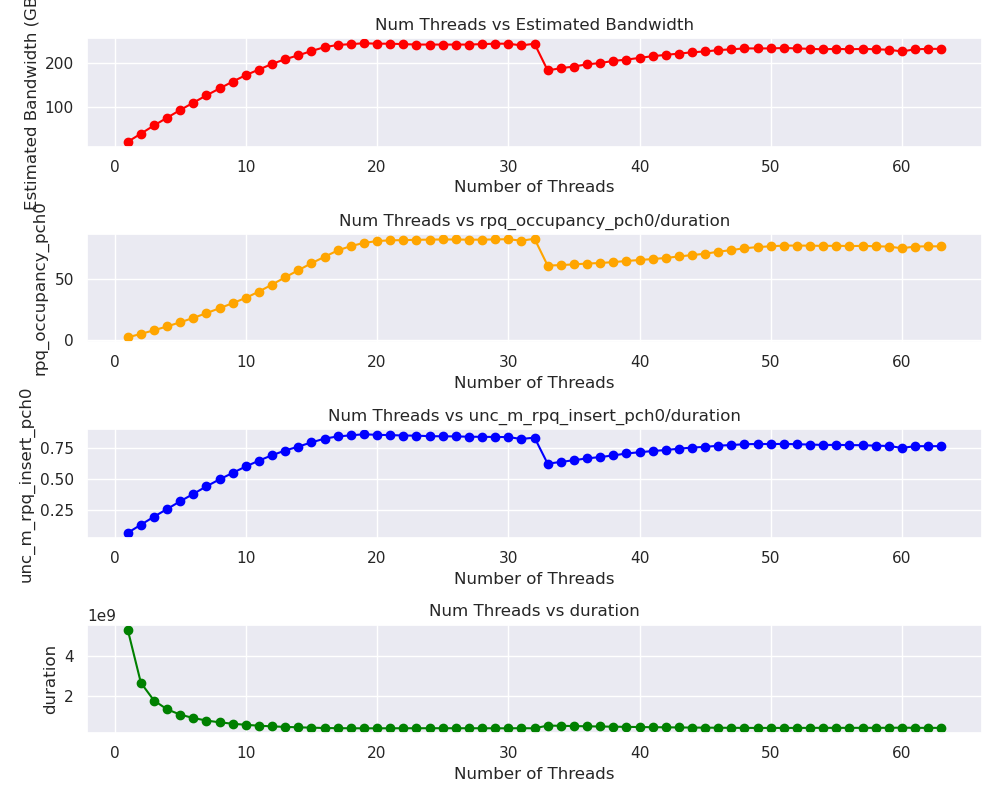 Num Threads vs Estimated Bandwidth
Estimated Bandwidth (GB
200
100
0 10 20 30 40 50 60
Number of Threads
Num Threads vs rpq_occupancy_pch0/duration
rpq_occupancy_pch0
50
0
0 10 20 30 40 50 60
Number of Threads
Num Threads vs unc_m_rpq_insert_pch0/duration
unc_m_rpq_insert_pch0
0.75
0.50
0.25
0 10 20 30 40 50 60
Number of Threads
Num Threads vs duration
1e9
duration
4
2
0 10 20 30 40 50 60
Number of Threads